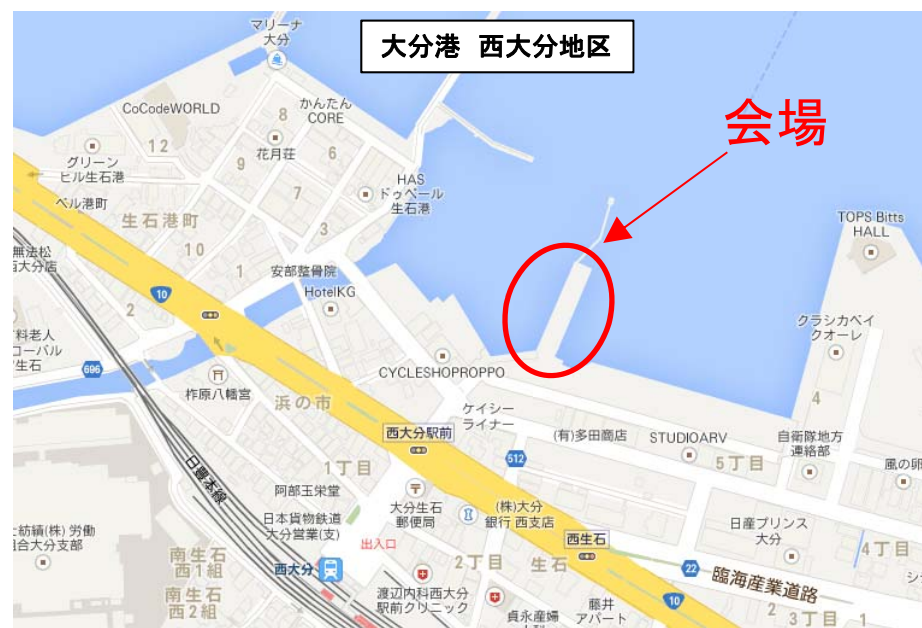 マリーナ
大分
大分港 西大分地区
会場
CoCodeWORLD
かんたん
CORE
8
12
グリーン
ヒル生石港
9
花月荘
6
7
HAS
ドゥベール
生石港
ベル港町
生石港町
3
TOPS Bitts
HALL
10
無法松
西大分店
1
安部整骨院
10
HotelKG
2
クラシカベイ
クオーレ
696
柞原八幡宮
CYCLESHOPROPPO
浜の市
4
ケイシー
ライナー
西大分駅前
(有)多田商店
STUDIOARV
自衛隊地方
連絡部
512
5丁目
風の卵
日豊本線
1丁目
阿部玉栄堂
大分生石
郵便局
(株)大分
銀行 西支店
日本貨物鉄道
大分営業(支)
日産プリンス
大分
出入口
西生石
4丁目
南生石
西1組
西大分
2丁目
生石
22
臨海産業道路
南生石
西2組
渡辺内科西大分
駅前クリニック
10
藤井
アパート
貞永産婦
2
3丁目
1